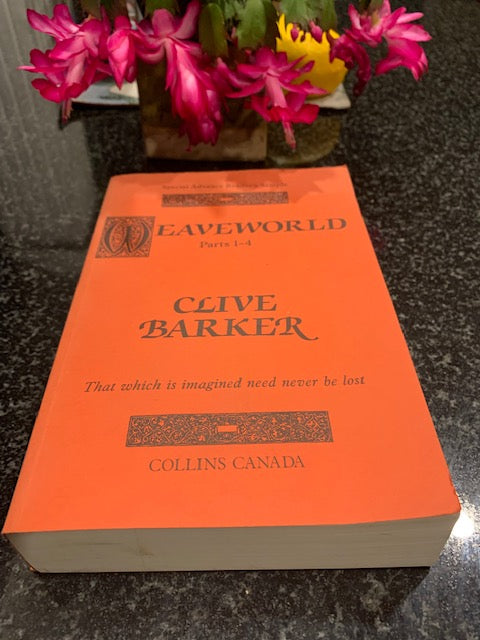 Special Advance Reading Sample
WEAVEWORLD
Parts 1-4
CLIVE
BARKER
That which is imagined need never be lost
COLLINS CANADA